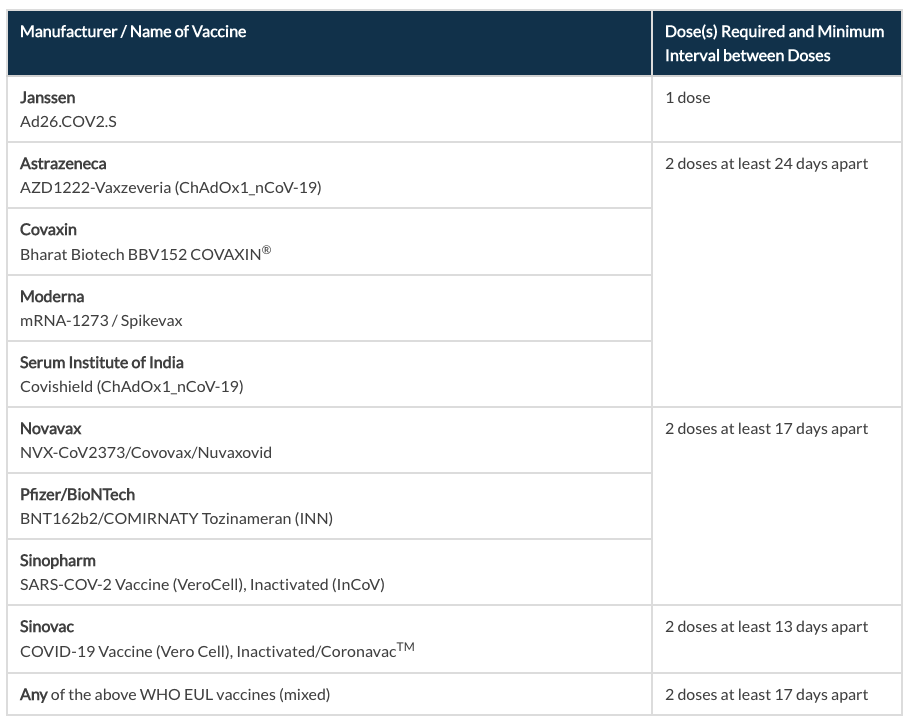 Manufacturer / Name of Vaccine
Dose(s) Required and Minimum
Interval between Doses
Janssen
Ad26.COV2.S
1 dose
Astrazeneca
AZD1222-Vaxzeveria (ChAdOx1_nCoV-19)
2 doses at least 24 days apart
Covaxin
Bharat Biotech BBV152 COVAXIN®
Moderna
mRNA-1273 / Spikevax
Serum Institute of India
Covishield (ChAdOx1_nCoV-19)
Novavax
NVX-CoV2373/Covovax/Nuvaxovid
2 doses at least 17 days apart
Pfizer/BioNTech
BNT162b2/COMIRNATY Tozinameran (INN)
Sinopharm
SARS-COV-2 Vaccine (VeroCell), Inactivated (InCoV)
Sinovac
COVID-19 Vaccine (Vero Cell), Inactivated/Coronavac™
2 doses at least 13 days apart
Any of the above WHO EUL vaccines (mixed)
2 doses at least 17 days apart